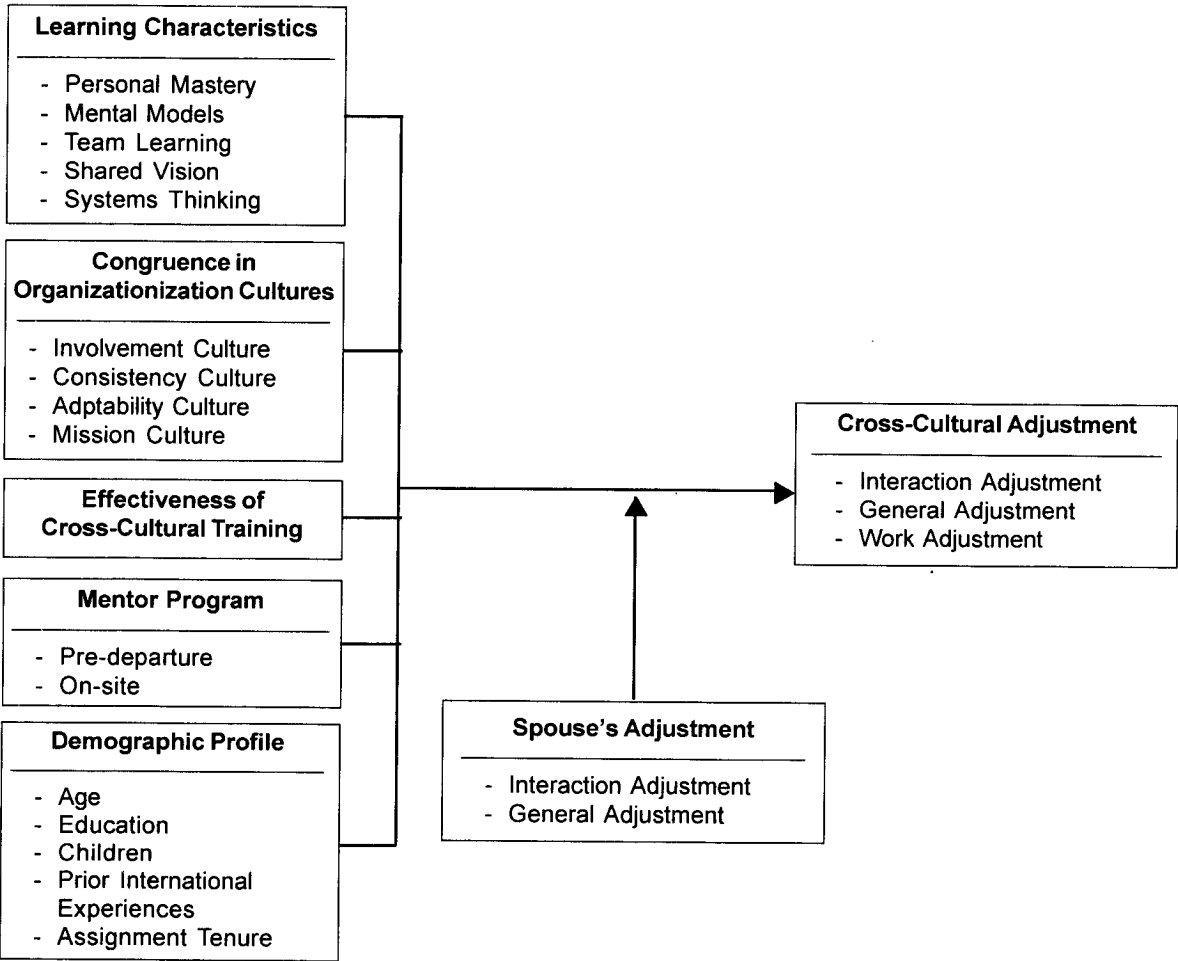 Learning Characteristics
- Personal Mastery
- Mental Models
- Team Learning
- Shared Vision
- Systems Thinking
Congruence in
Organizationization Cultures
- Involvement Culture
- Consistency Culture
- Adptability Culture
- Mission Culture
Effectiveness of
Cross-Cultural Training
Mentor Program
- Pre-departure
- On-site
Demographic Profile
- Age
- Education
- Children
- Prior International
Experiences
- Assignment Tenure
Spouse's Adjustment
- Interaction Adjustment
- General Adjustment
Cross-Cultural Adjustment
- Interaction Adjustment
- General Adjustment
- Work Adjustment